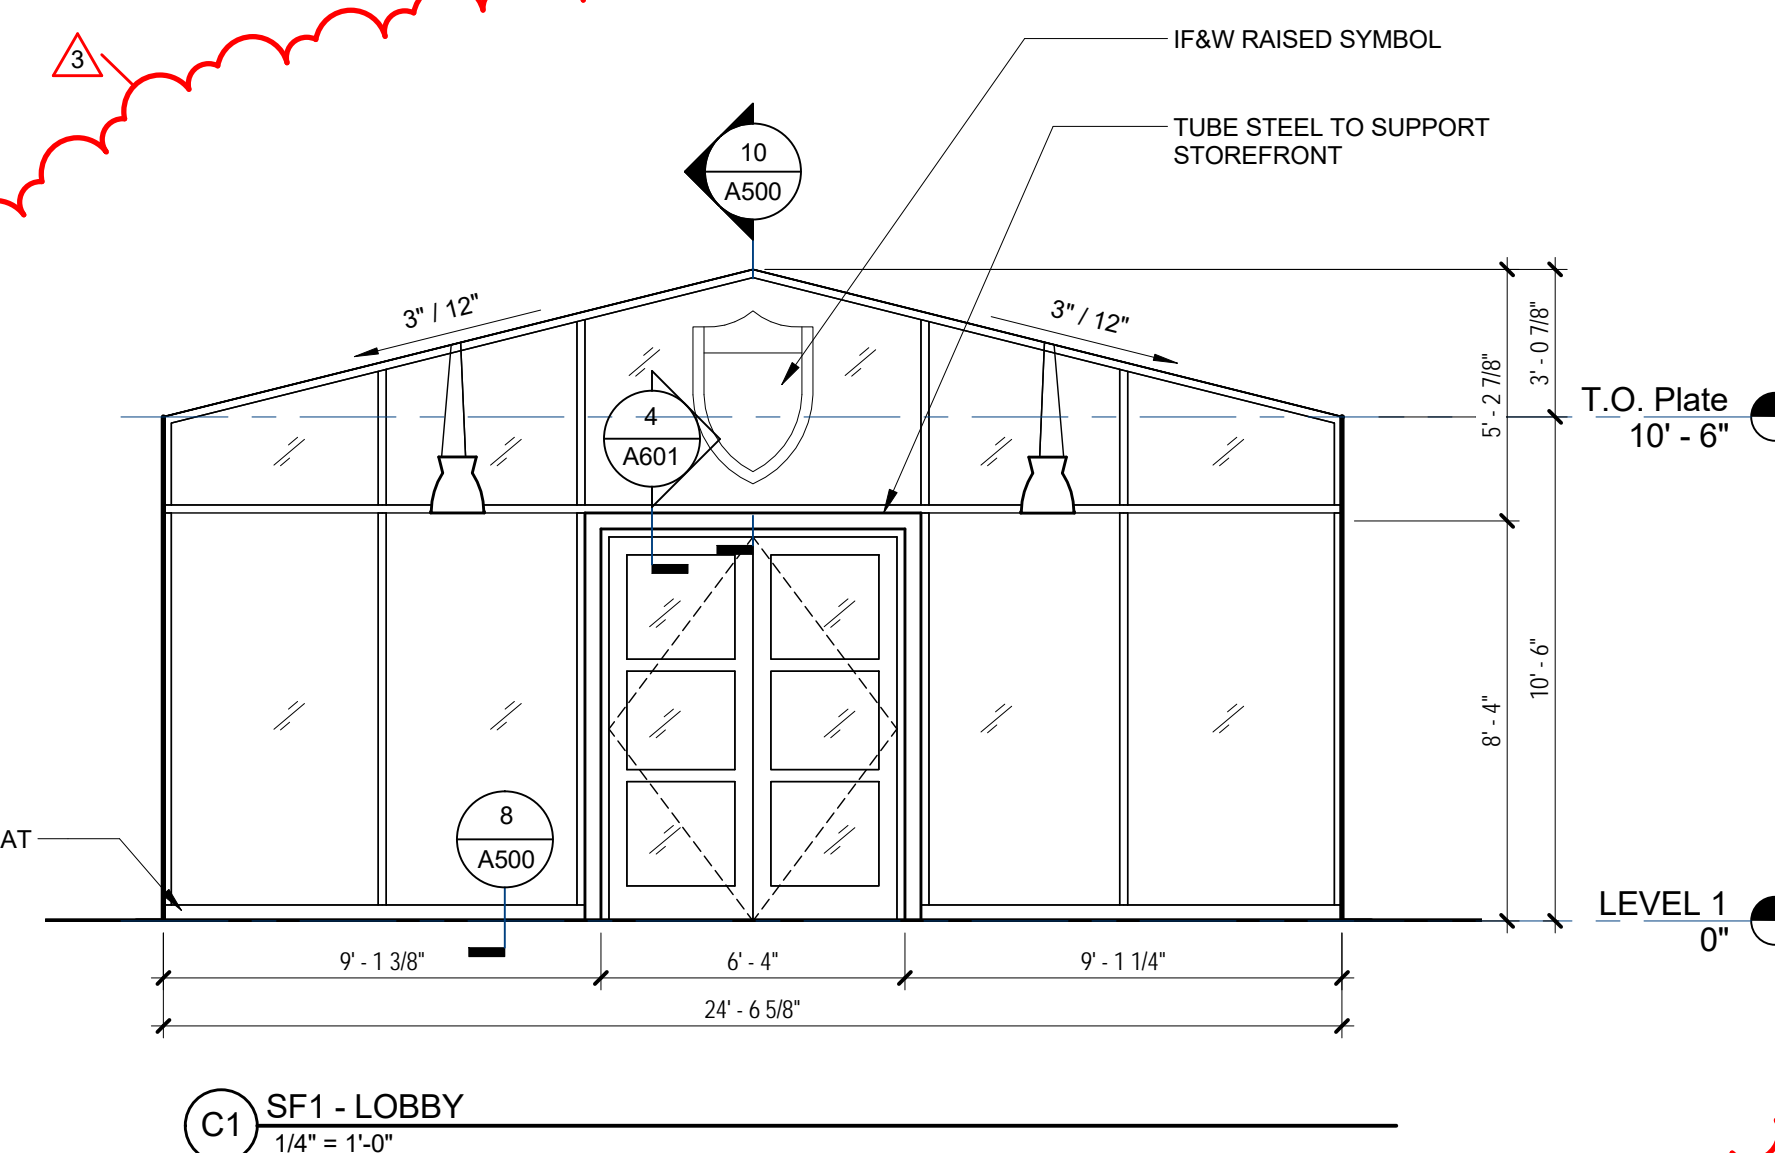 3
IF&W RAISED SYMBOL
TUBE STEEL TO SUPPORT
STOREFRONT
10
A500
3" / 12"
3" / 12"
4
A601
5' - 2 7/8"
3' - 0 7/8"
T.O. Plate
10' - 6"
8' - 4"
10' - 6"
8
A500
AT
LEVEL 1
0"
9' - 1 3/8"
6' - 4"
9' - 1 1/4"
24' - 6 5/8"
C1
SF1 - LOBBY
1/4" = 1'-0"